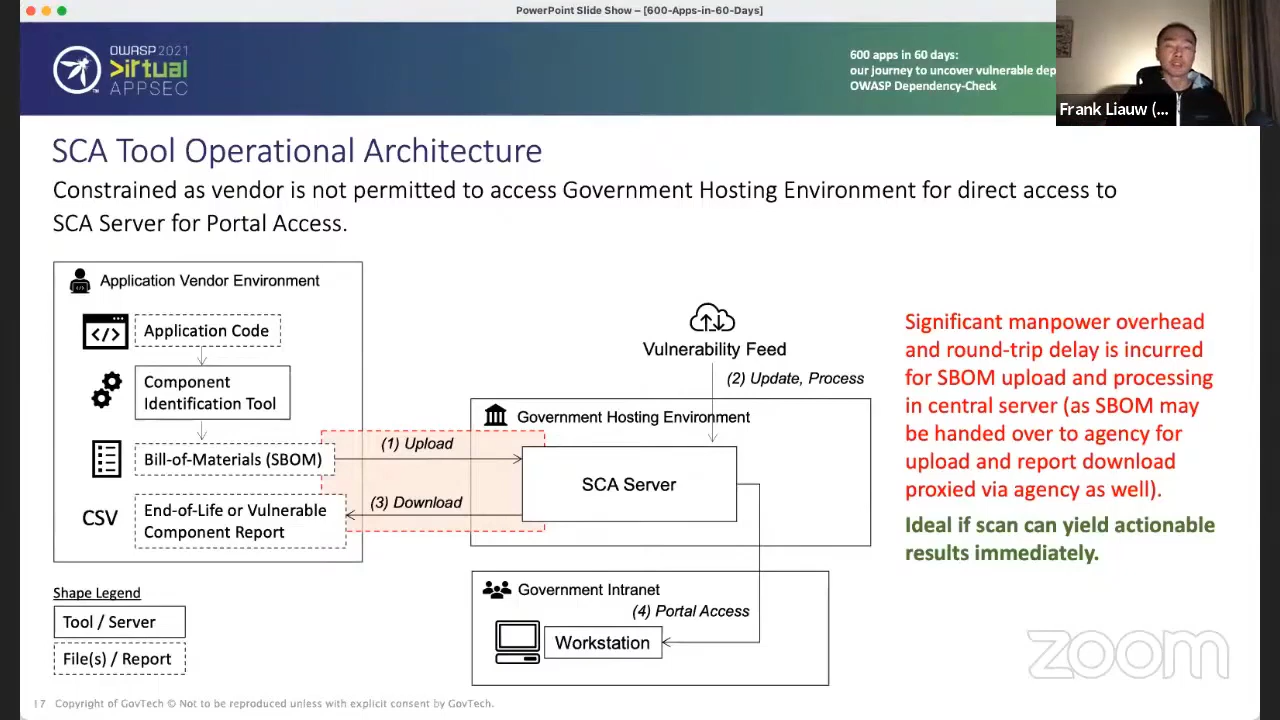 PowerPoint Slide Show – [600-Apps-in-60-Days]
OWASP 2021
>irtual
APPSEC
600 apps in 60 days:
our journey to uncover vulnerable dep
OWASP Dependency-Check
Frank Liauw (...
SCA Tool Operational Architecture
Constrained as vendor is not permitted to access Government Hosting Environment for direct access to
SCA Server for Portal Access.
Application Vendor Environment
</>
Application Code
Component
Identification Tool
Bill-of-Materials (SBOM)
CSV
End-of-Life or Vulnerable
Component Report
(1) Upload
(3) Download
Vulnerability Feed
(2) Update, Process
Government Hosting Environment
SCA Server
Government Intranet
(4) Portal Access
Workstation
Significant manpower overhead
and round-trip delay is incurred
for SBOM upload and processing
in central server (as SBOM may
be handed over to agency for
upload and report download
proxied via agency as well).
Ideal if scan can yield actionable
results immediately.
Shape Legend
Tool / Server
File(s) / Report
zoom
17 Copyright of GovTech © Not to be reproduced unless with explicit consent by GovTech.